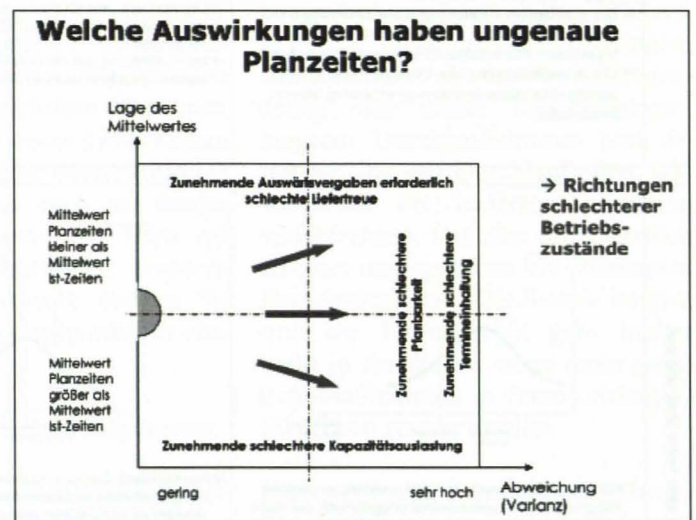 Welche Auswirkungen haben ungenaue
Planzeiten?
Lage des
Mittelwertes
Zunehmende Auswärtsvergaben erforderlich
schlechte Liefertreue
→ Richtungen
schlechterer
Betriebs-
zustände
Mittelwert
Planzeiten
kleiner als
Mittelwert
Ist-Zeiten
Zunehmende schlechtere
Planbarkeit
Zunehmende schlechtere
Termineinhaltung
Mittelwert
Planzeiten
größer als
Mittelwert
Ist-Zeiten
Zunehmende schlechtere Kapazitätsauslastung
gering
sehr hoch
Abweichung
(Varianz)